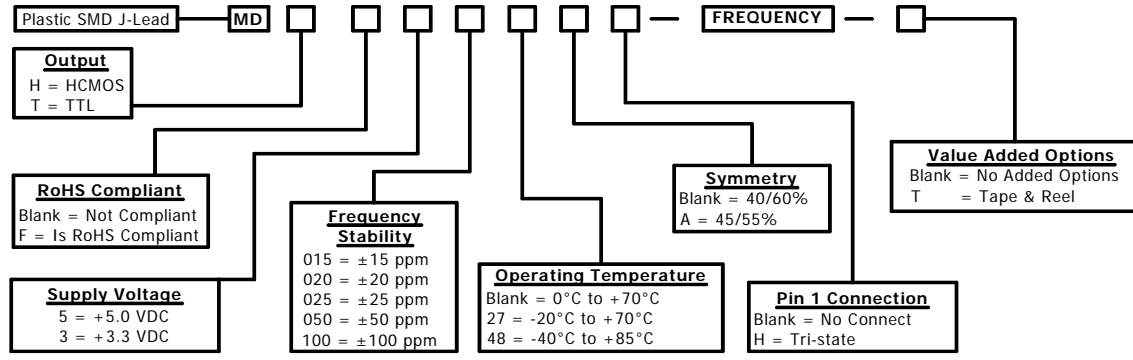 Plastic SMD J-Lead
MD
FREQUENCY
Output
H = HCMOS
T = TTL
RoHS Compliant
Blank = Not Compliant
F = Is RoHS Compliant
Supply Voltage
5 = +5.0 VDC
3 = +3.3 VDC
Frequency
Stability
015 = ±15 ppm
020 = ±20 ppm
025 = ±25 ppm
050 = ±50 ppm
100 = ±100 ppm
Operating Temperature
Blank = 0°C to +70°C
27 = -20°C to +70°C
48 = -40°C to +85°C
Symmetry
Blank = 40/60%
A = 45/55%
Pin 1 Connection
Blank = No Connect
H = Tri-state
Value Added Options
Blank = No Added Options
T = Tape & Reel